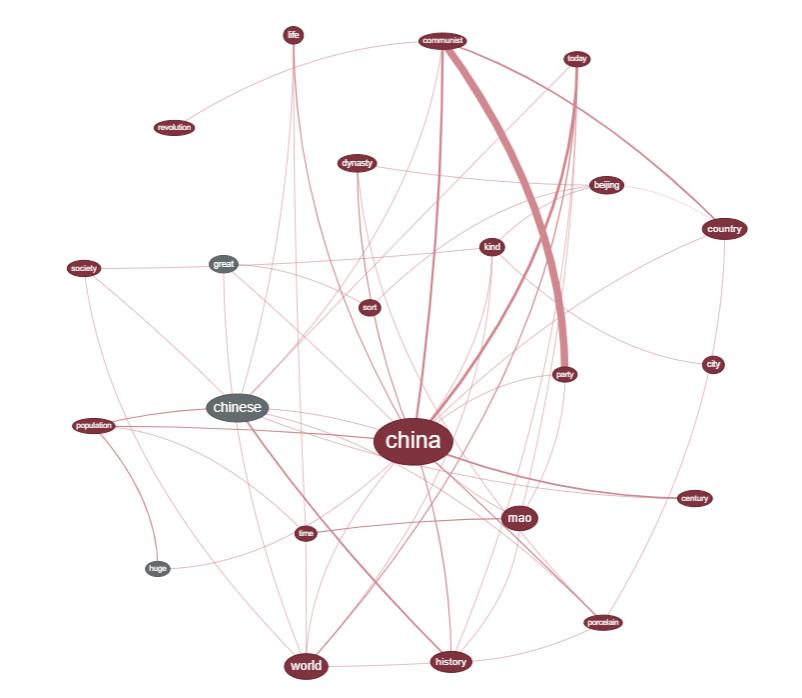 life
communist
today
revolution
dynasty
beijing
country
kind
great
society
sort
city
party
chinese
population
china
century
mao
time
huge
porcelain
history
world